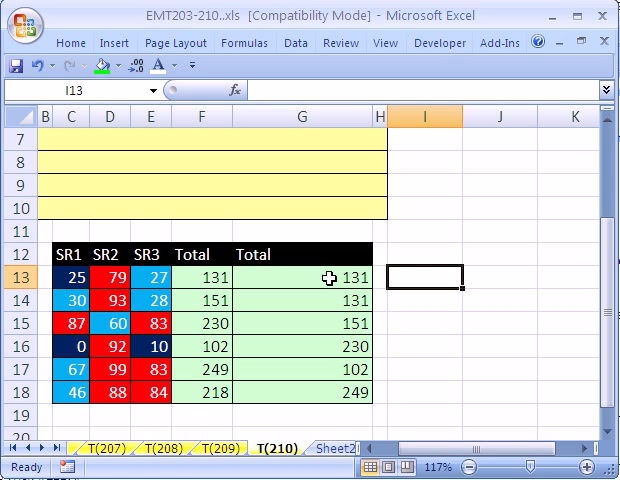 EMT203-210..xls [Compatibility Mode] - Microsoft Excel
Home Insert Page Layout Formulas Data Review View Developer Add-Ins
I13 fx
B C D E F G H I J K
7
8
9
10
11
12 SR1 SR2 SR3 Total Total
13 25 79 27 131 131
14 30 93 28 151 131
15 87 60 83 230 151
16 0 92 10 102 230
17 67 99 83 249 102
18 46 88 84 218 249
19
20
T(207) T(208) T(209) T(210) Sheet2
Ready 117%